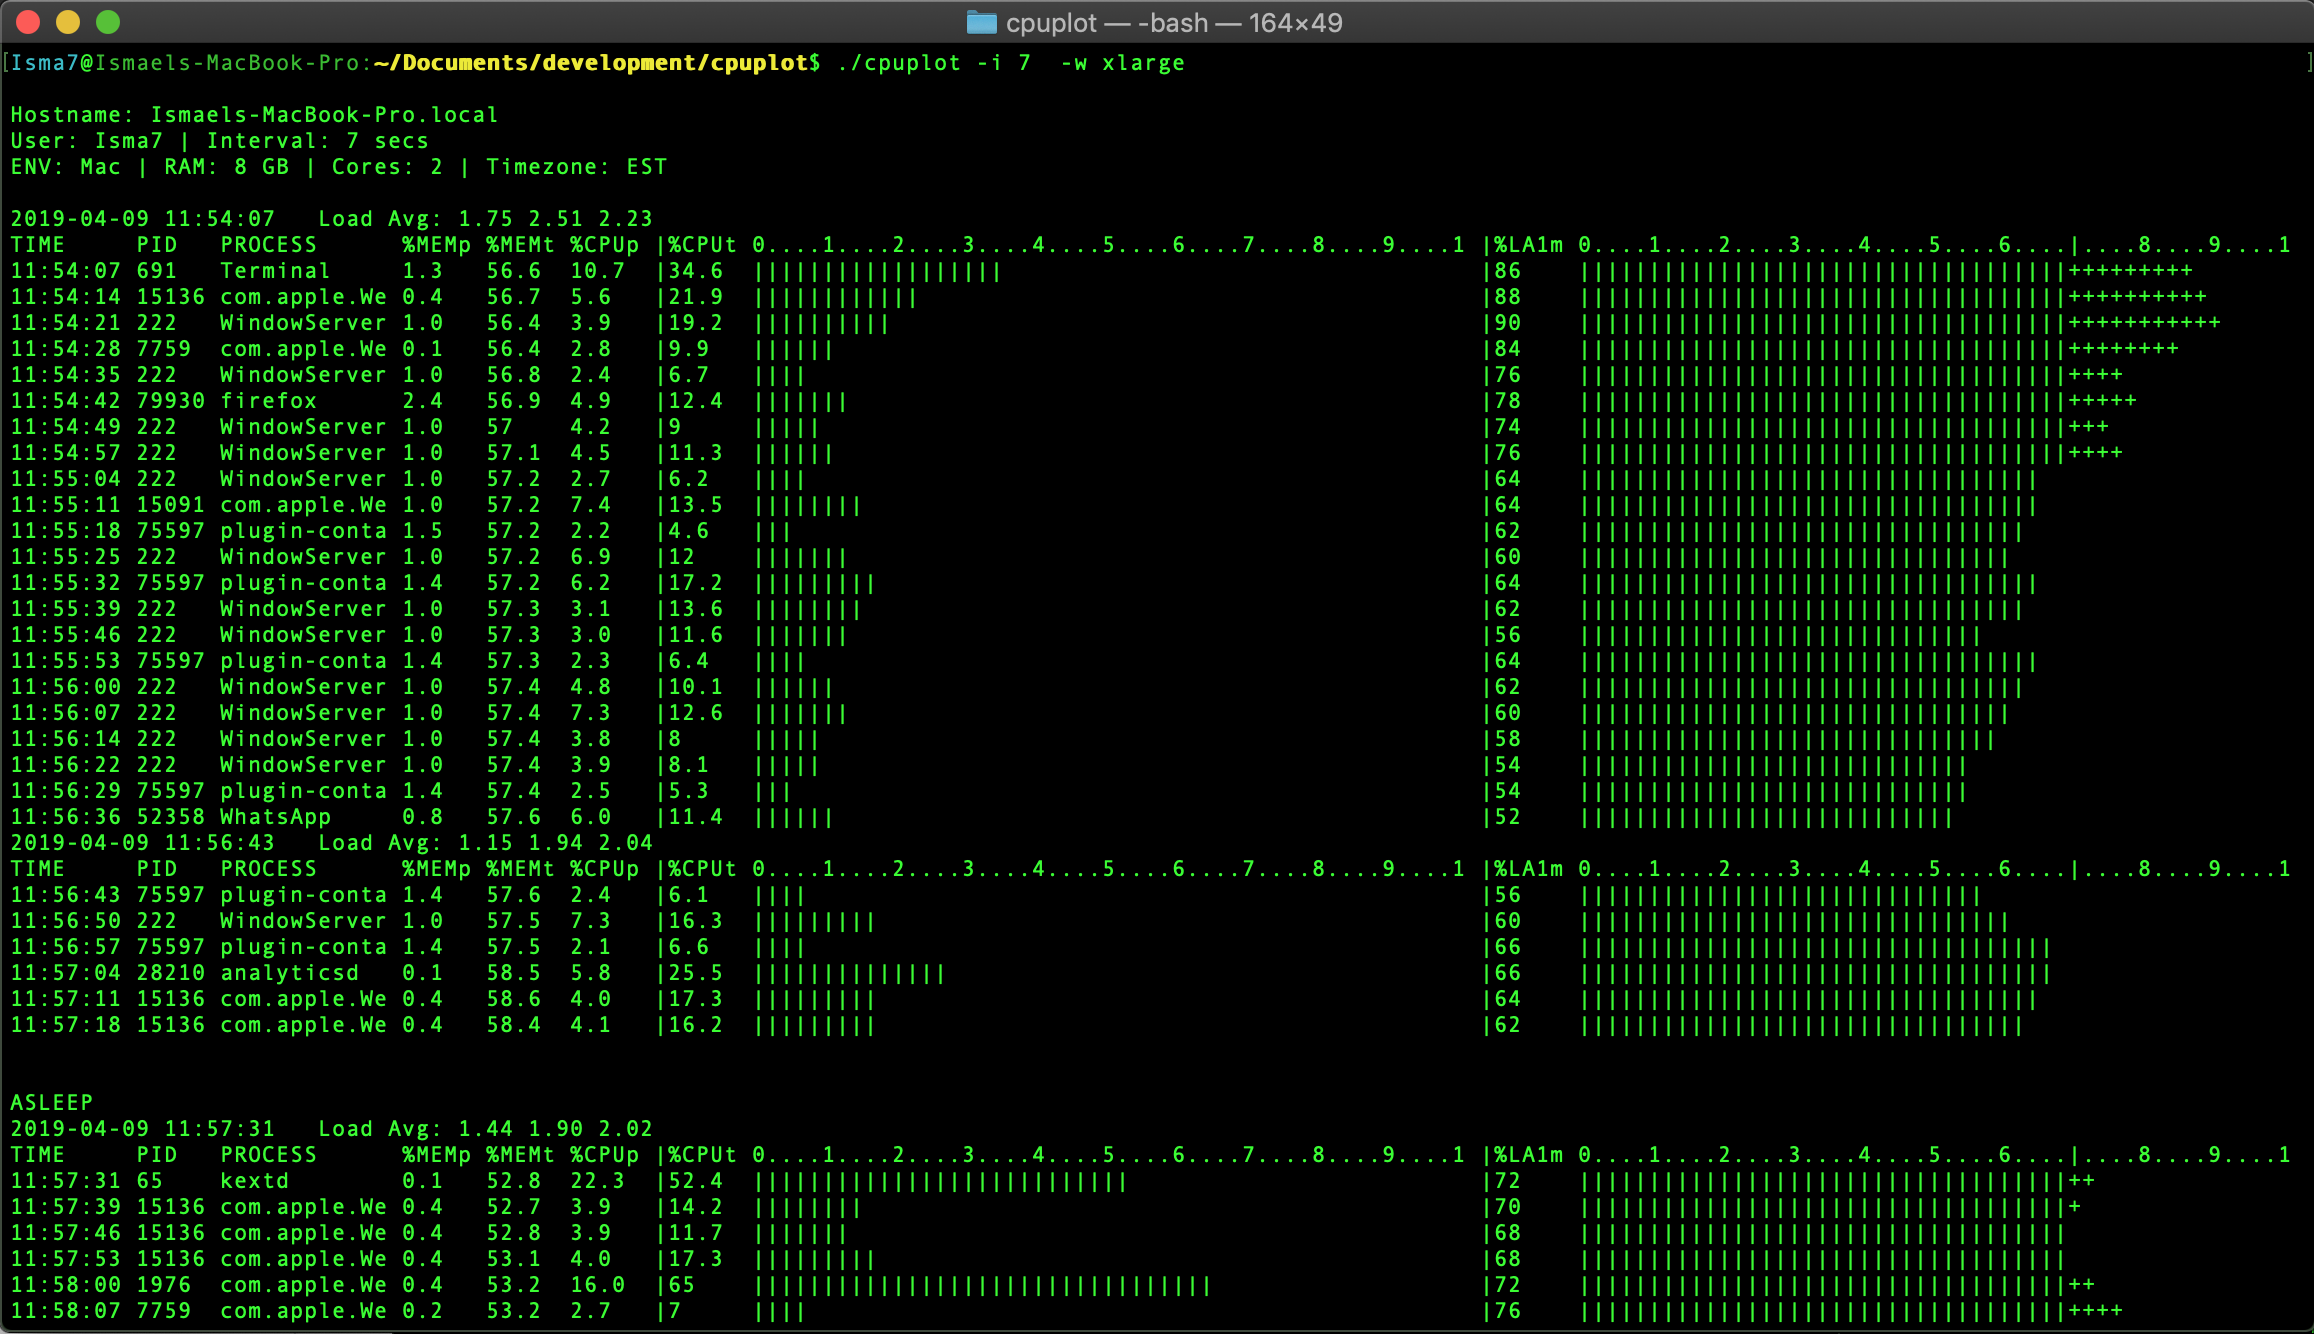 cpuplot — -bash — 164×49
[Isma7@Ismaels-MacBook-Pro:~/Documents/development/cpuplot$ ./cpuplot -i 7  -w xlarge ]
Hostname: Ismaels-MacBook-Pro.local
User: Isma7 | Interval: 7 secs
ENV: Mac | RAM: 8 GB | Cores: 2 | Timezone: EST
2019-04-09 11:54:07   Load Avg: 1.75 2.51 2.23
TIME     PID   PROCESS      %MEMp %MEMt %CPUp |%CPUt 0....1....2....3....4....5....6....7....8....9....1 |%LA1m 0....1....2....3....4....5....6....|....8....9....1
11:54:07 691   Terminal     1.3   56.6  10.7  |34.6  |||||||||||||||||| |86    |||||||||||||||||||||||||||||||||||+++++++++
11:54:14 15136 com.apple.We 0.4   56.7  5.6   |21.9  |||||||||||| |88    |||||||||||||||||||||||||||||||||||++++++++++
11:54:21 222   WindowServer 1.0   56.4  3.9   |19.2  |||||||||| |90    |||||||||||||||||||||||||||||||||||+++++++++++
11:54:28 7759  com.apple.We 0.1   56.4  2.8   |9.9   |||||| |84    |||||||||||||||||||||||||||||||||||++++++++
11:54:35 222   WindowServer 1.0   56.8  2.4   |6.7   |||| |76    |||||||||||||||||||||||||||||||||||++++
11:54:42 79930 firefox      2.4   56.9  4.9   |12.4  ||||||| |78    |||||||||||||||||||||||||||||||||||+++++
11:54:49 222   WindowServer 1.0   57    4.2   |9     ||||| |74    |||||||||||||||||||||||||||||||||||+++
11:54:57 222   WindowServer 1.0   57.1  4.5   |11.3  |||||| |76    |||||||||||||||||||||||||||||||||||++++
11:55:04 222   WindowServer 1.0   57.2  2.7   |6.2   |||| |64    |||||||||||||||||||||||||||||||||
11:55:11 15091 com.apple.We 1.0   57.2  7.4   |13.5  |||||||| |64    |||||||||||||||||||||||||||||||||
11:55:18 75597 plugin-conta 1.5   57.2  2.2   |4.6   ||| |62    ||||||||||||||||||||||||||||||||
11:55:25 222   WindowServer 1.0   57.2  6.9   |12    ||||||| |60    |||||||||||||||||||||||||||||||
11:55:32 75597 plugin-conta 1.4   57.2  6.2   |17.2  ||||||||| |64    |||||||||||||||||||||||||||||||||
11:55:39 222   WindowServer 1.0   57.3  3.1   |13.6  |||||||| |62    ||||||||||||||||||||||||||||||||
11:55:46 222   WindowServer 1.0   57.3  3.0   |11.6  ||||||| |56    |||||||||||||||||||||||||||||
11:55:53 75597 plugin-conta 1.4   57.3  2.3   |6.4   |||| |64    |||||||||||||||||||||||||||||||||
11:56:00 222   WindowServer 1.0   57.4  4.8   |10.1  |||||| |62    ||||||||||||||||||||||||||||||||
11:56:07 222   WindowServer 1.0   57.4  7.3   |12.6  ||||||| |60    |||||||||||||||||||||||||||||||
11:56:14 222   WindowServer 1.0   57.4  3.8   |8     ||||| |58    ||||||||||||||||||||||||||||||
11:56:22 222   WindowServer 1.0   57.4  3.9   |8.1   ||||| |54    ||||||||||||||||||||||||||||
11:56:29 75597 plugin-conta 1.4   57.4  2.5   |5.3   ||| |54    ||||||||||||||||||||||||||||
11:56:36 52358 WhatsApp     0.8   57.6  6.0   |11.4  |||||| |52    |||||||||||||||||||||||||||
2019-04-09 11:56:43   Load Avg: 1.15 1.94 2.04
TIME     PID   PROCESS      %MEMp %MEMt %CPUp |%CPUt 0....1....2....3....4....5....6....7....8....9....1 |%LA1m 0....1....2....3....4....5....6....|....8....9....1
11:56:43 75597 plugin-conta 1.4   57.6  2.4   |6.1   |||| |56    |||||||||||||||||||||||||||||
11:56:50 222   WindowServer 1.0   57.5  7.3   |16.3  ||||||||| |60    |||||||||||||||||||||||||||||||
11:56:57 75597 plugin-conta 1.4   57.5  2.1   |6.6   |||| |66    ||||||||||||||||||||||||||||||||||
11:57:04 28210 analyticsd   0.1   58.5  5.8   |25.5  |||||||||||||| |66    ||||||||||||||||||||||||||||||||||
11:57:11 15136 com.apple.We 0.4   58.6  4.0   |17.3  ||||||||| |64    |||||||||||||||||||||||||||||||||
11:57:18 15136 com.apple.We 0.4   58.4  4.1   |16.2  ||||||||| |62    ||||||||||||||||||||||||||||||||
ASLEEP
2019-04-09 11:57:31   Load Avg: 1.44 1.90 2.02
TIME     PID   PROCESS      %MEMp %MEMt %CPUp |%CPUt 0....1....2....3....4....5....6....7....8....9....1 |%LA1m 0....1....2....3....4....5....6....|....8....9....1
11:57:31 65    kextd        0.1   52.8  22.3  |52.4  ||||||||||||||||||||||||||| |72    |||||||||||||||||||||||||||||||||||++
11:57:39 15136 com.apple.We 0.4   52.7  3.9   |14.2  |||||||| |70    |||||||||||||||||||||||||||||||||||+
11:57:46 15136 com.apple.We 0.4   52.8  3.9   |11.7  ||||||| |68    |||||||||||||||||||||||||||||||||||
11:57:53 15136 com.apple.We 0.4   53.1  4.0   |17.3  ||||||||| |68    |||||||||||||||||||||||||||||||||||
11:58:00 1976  com.apple.We 0.4   53.2  16.0  |65    ||||||||||||||||||||||||||||||||| |72    |||||||||||||||||||||||||||||||||||++
11:58:07 7759  com.apple.We 0.2   53.2  2.7   |7     |||| |76    |||||||||||||||||||||||||||||||||||++++